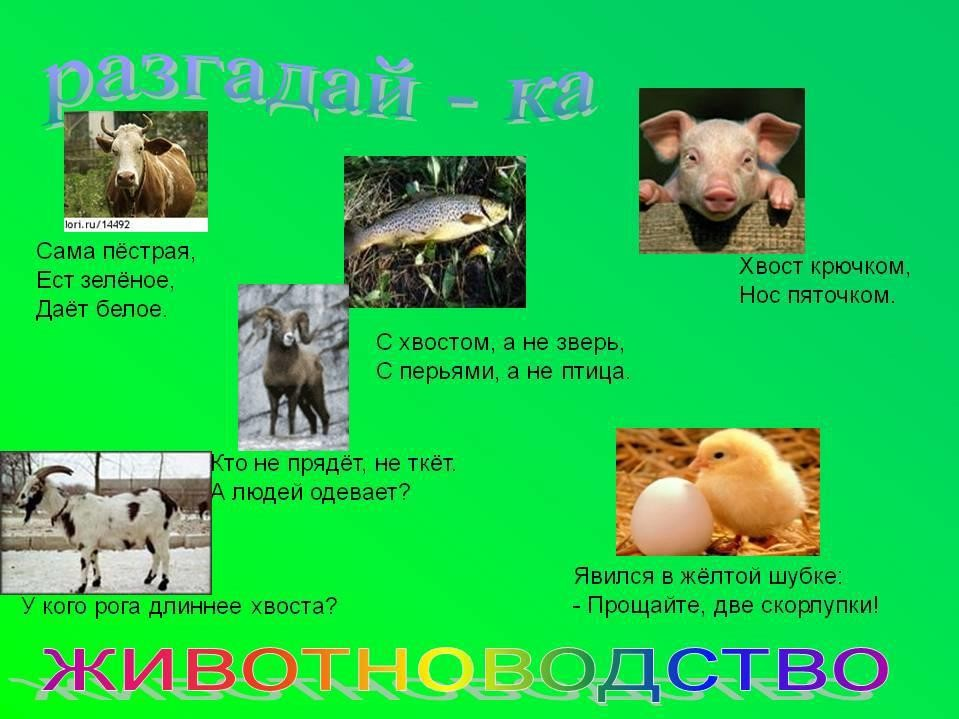 разгадай - ка
lori.ru/14492
Сама пёстрая,
Ест зелёное,
Даёт белое.
Хвост крючком,
Нос пяточком.
С хвостом, а не зверь,
С перьями, а не птица.
Кто не прядёт, не ткёт.
А людей одевает?
У кого рога длиннее хвоста?
Явился в жёлтой шубке:
- Прощайте, две скорлупки!
ЖИВОТНОВОДСТВО